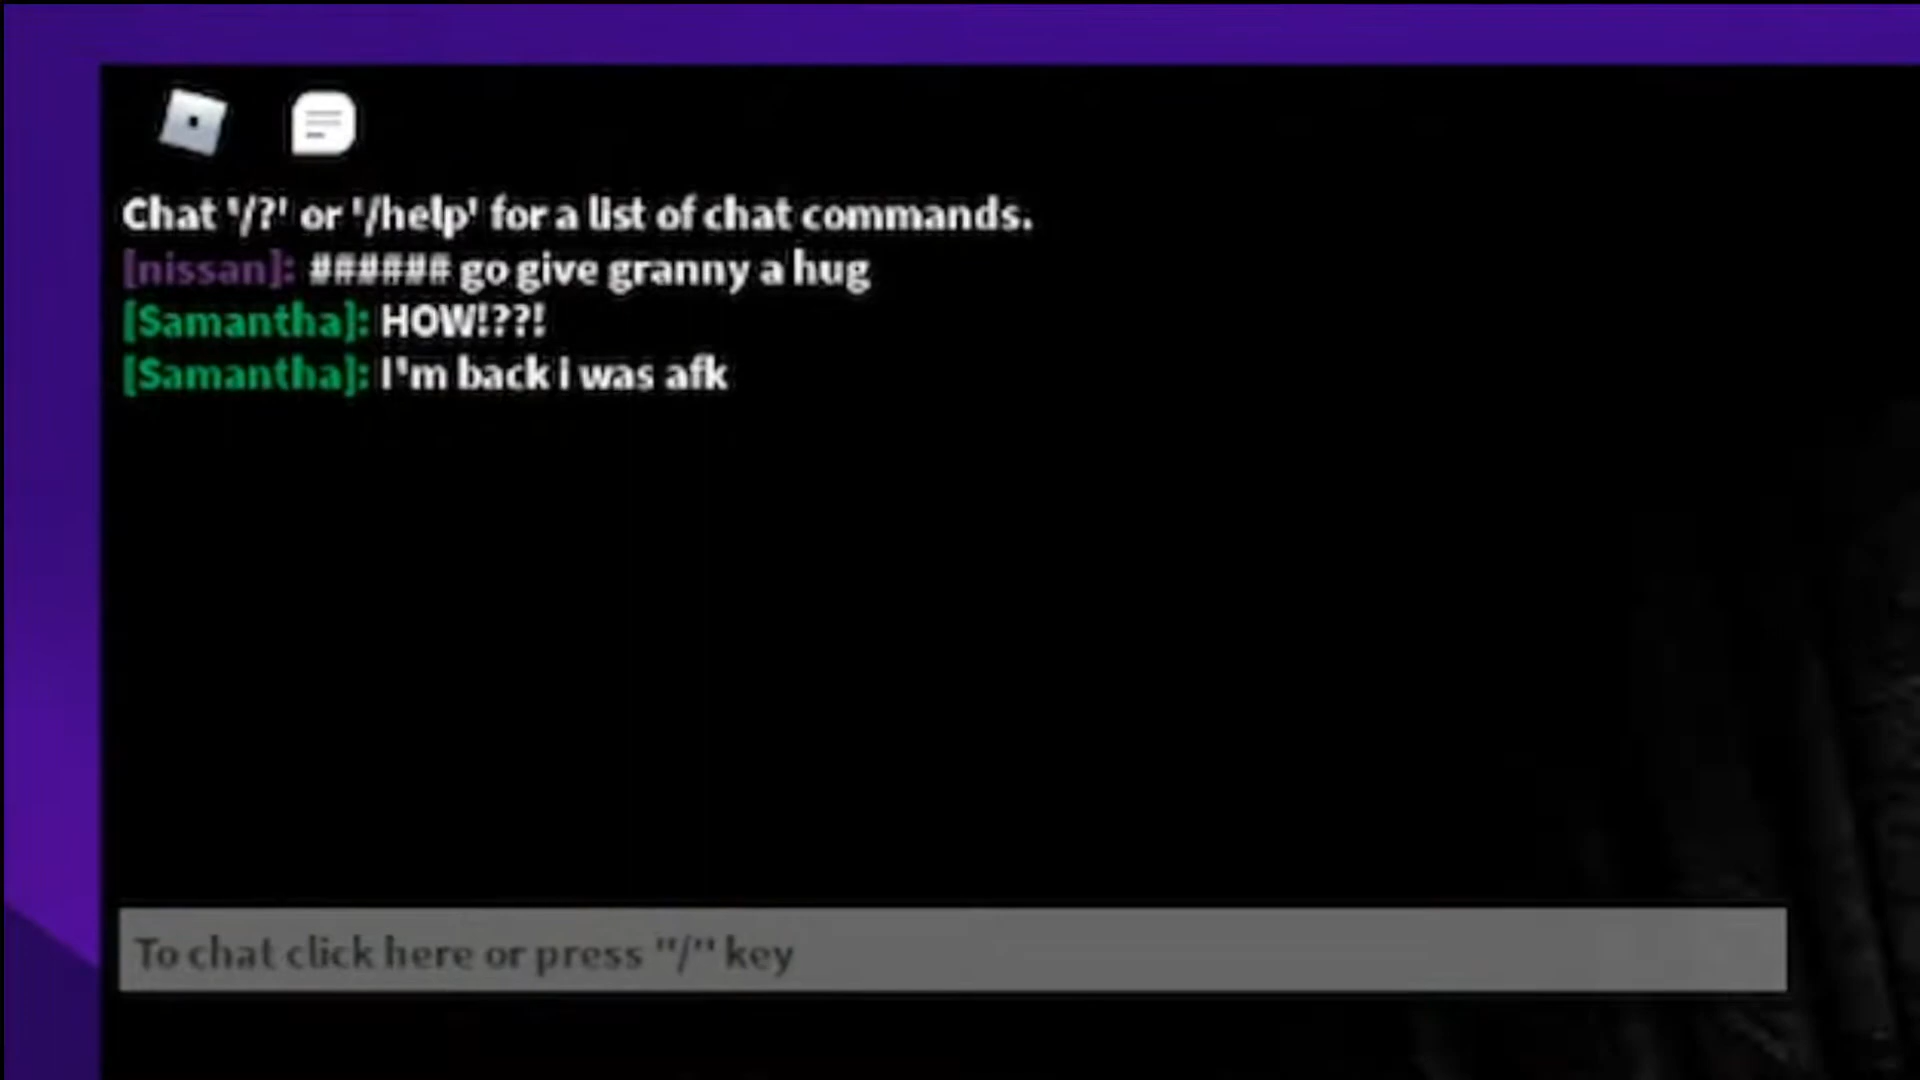 Chat '/?' or '/help' for a list of chat commands.
[nissan]: ###### go give granny a hug
[Samantha]: HOW!??!
[Samantha]: I'm back i was afk
To chat click here or press "/" key